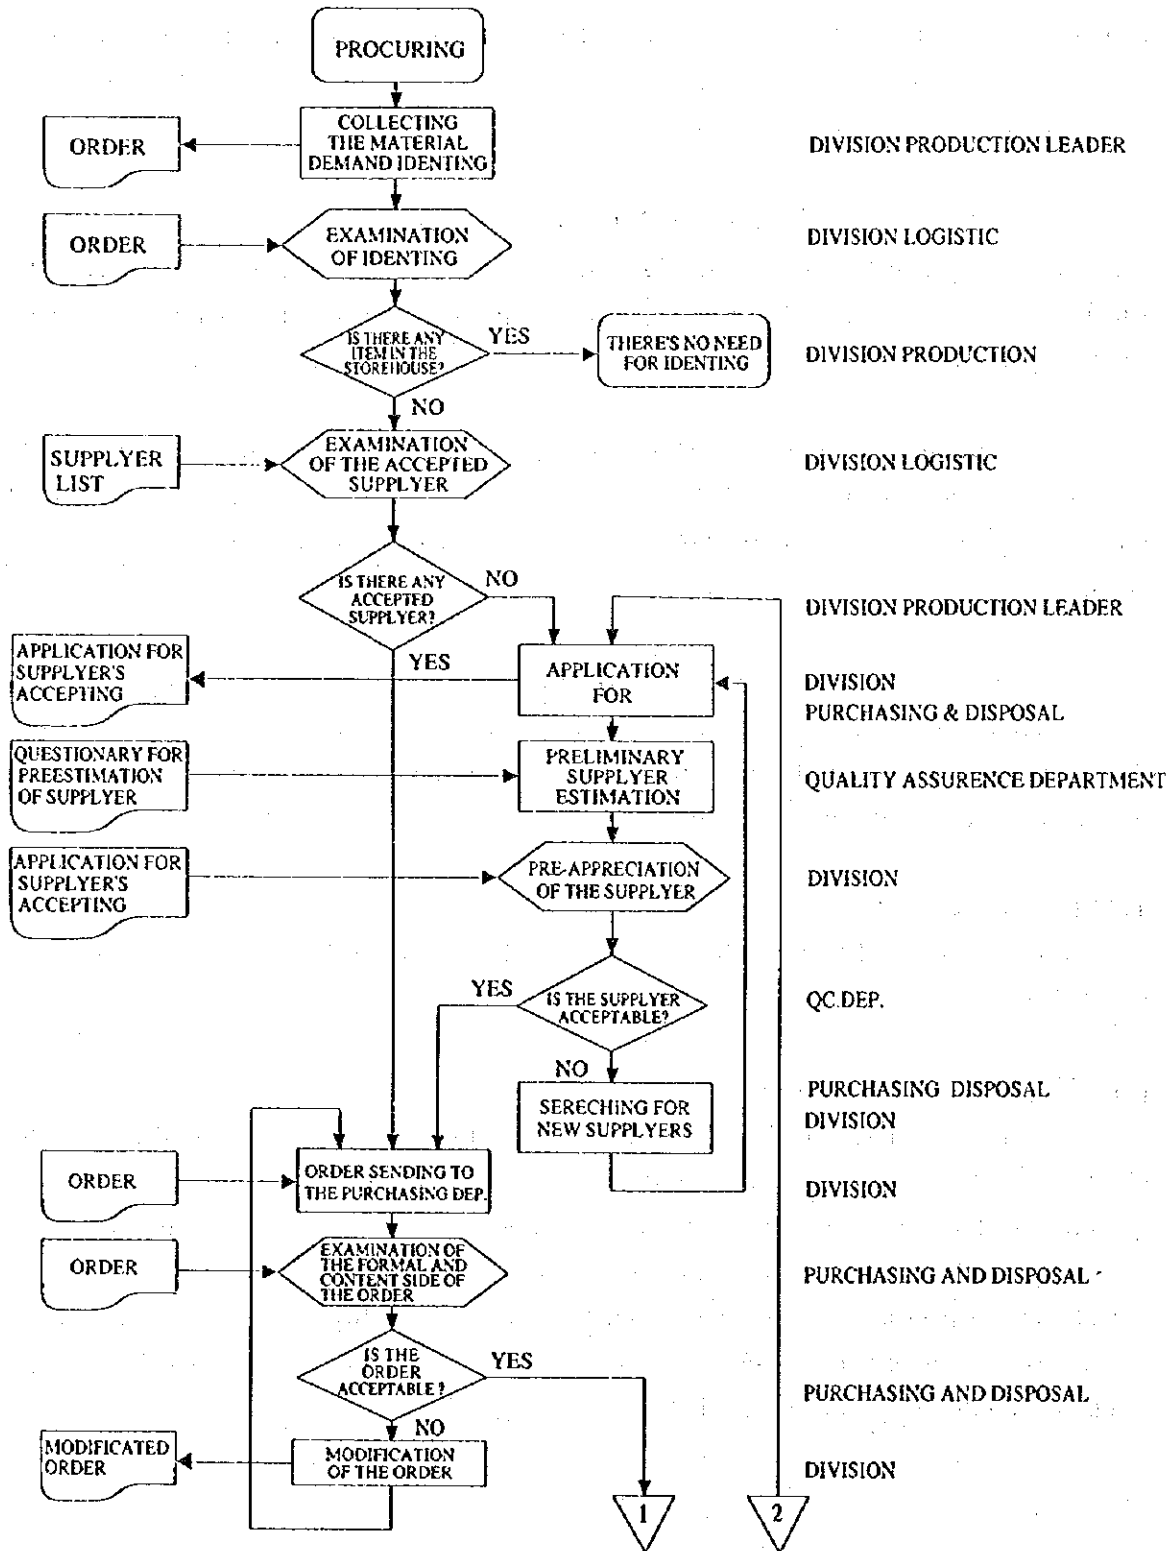 PROCURING
COLLECTING
THE MATERIAL
DEMAND IDENTING
ORDER
DIVISION PRODUCTION LEADER
ORDER
EXAMINATION
OF IDENTING
DIVISION LOGISTIC
IS THERE ANY
ITEM IN THE
STOREHOUSE?
YES
THERE'S NO NEED
FOR IDENTING
DIVISION PRODUCTION
NO
SUPPLYER
LIST
EXAMINATION
OF THE ACCEPTED
SUPPLYER
DIVISION LOGISTIC
IS THERE ANY
ACCEPTED
SUPPLYER?
NO
DIVISION PRODUCTION LEADER
YES
APPLICATION FOR
SUPPLYER'S
ACCEPTING
APPLICATION
FOR
DIVISION
PURCHASING & DISPOSAL
QUESTIONARY FOR
PREESTIMATION
OF SUPPLYER
PRELIMINARY
SUPPLYER
ESTIMATION
QUALITY ASSURENCE DEPARTMENT
APPLICATION FOR
SUPPLYER'S
ACCEPTING
PRE-APPRECIATION
OF THE SUPPLYER
DIVISION
YES
IS THE SUPPLYER
ACCEPTABLE?
QC.DEP.
NO
SERECHING FOR
NEW SUPPLYERS
PURCHASING DISPOSAL
DIVISION
ORDER
ORDER SENDING TO
THE PURCHASING DEP.
DIVISION
ORDER
EXAMINATION OF
THE FORMAL AND
CONTENT SIDE OF
THE ORDER
PURCHASING AND DISPOSAL
IS THE
ORDER
ACCEPTABLE?
YES
PURCHASING AND DISPOSAL
NO
MODIFICATED
ORDER
MODIFICATION
OF THE ORDER
DIVISION
1
2